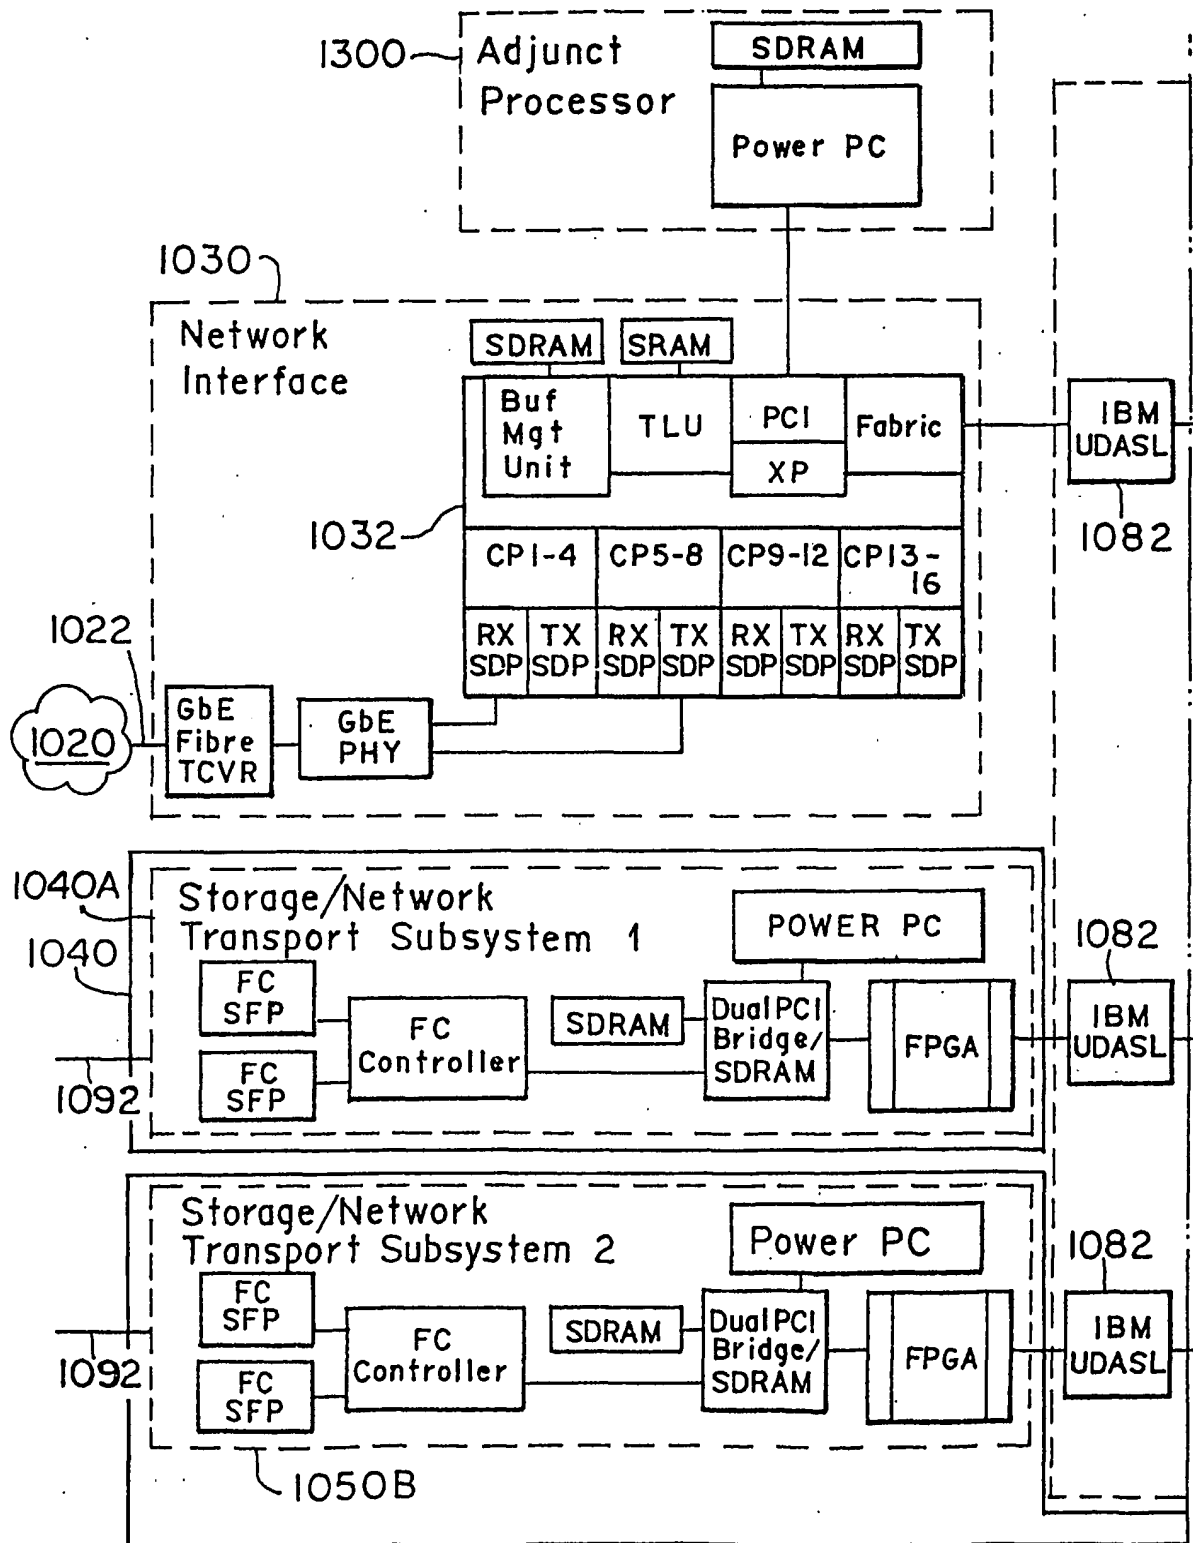 1300
Adjunct
Processor
SDRAM
Power PC
1030
Network
Interface
SDRAM
SRAM
Buf
Mgt
Unit
TLU
PCI
XP
Fabric
IBM
UDASL
1082
1032
CP1-4
CP5-8
CP9-12
CP13-
16
RX
SDP
TX
SDP
RX
SDP
TX
SDP
RX
SDP
TX
SDP
RX
SDP
TX
SDP
1022
1020
GbE
Fibre
TCVR
GbE
PHY
1040A
1040
Storage/Network
Transport Subsystem 1
POWER PC
FC
SFP
FC
SFP
FC
Controller
SDRAM
Dual PCI
Bridge/
SDRAM
FPGA
1082
IBM
UDASL
1092
Storage/Network
Transport Subsystem 2
Power PC
FC
SFP
FC
SFP
FC
Controller
SDRAM
Dual PCI
Bridge/
SDRAM
FPGA
1082
IBM
UDASL
1092
1050B